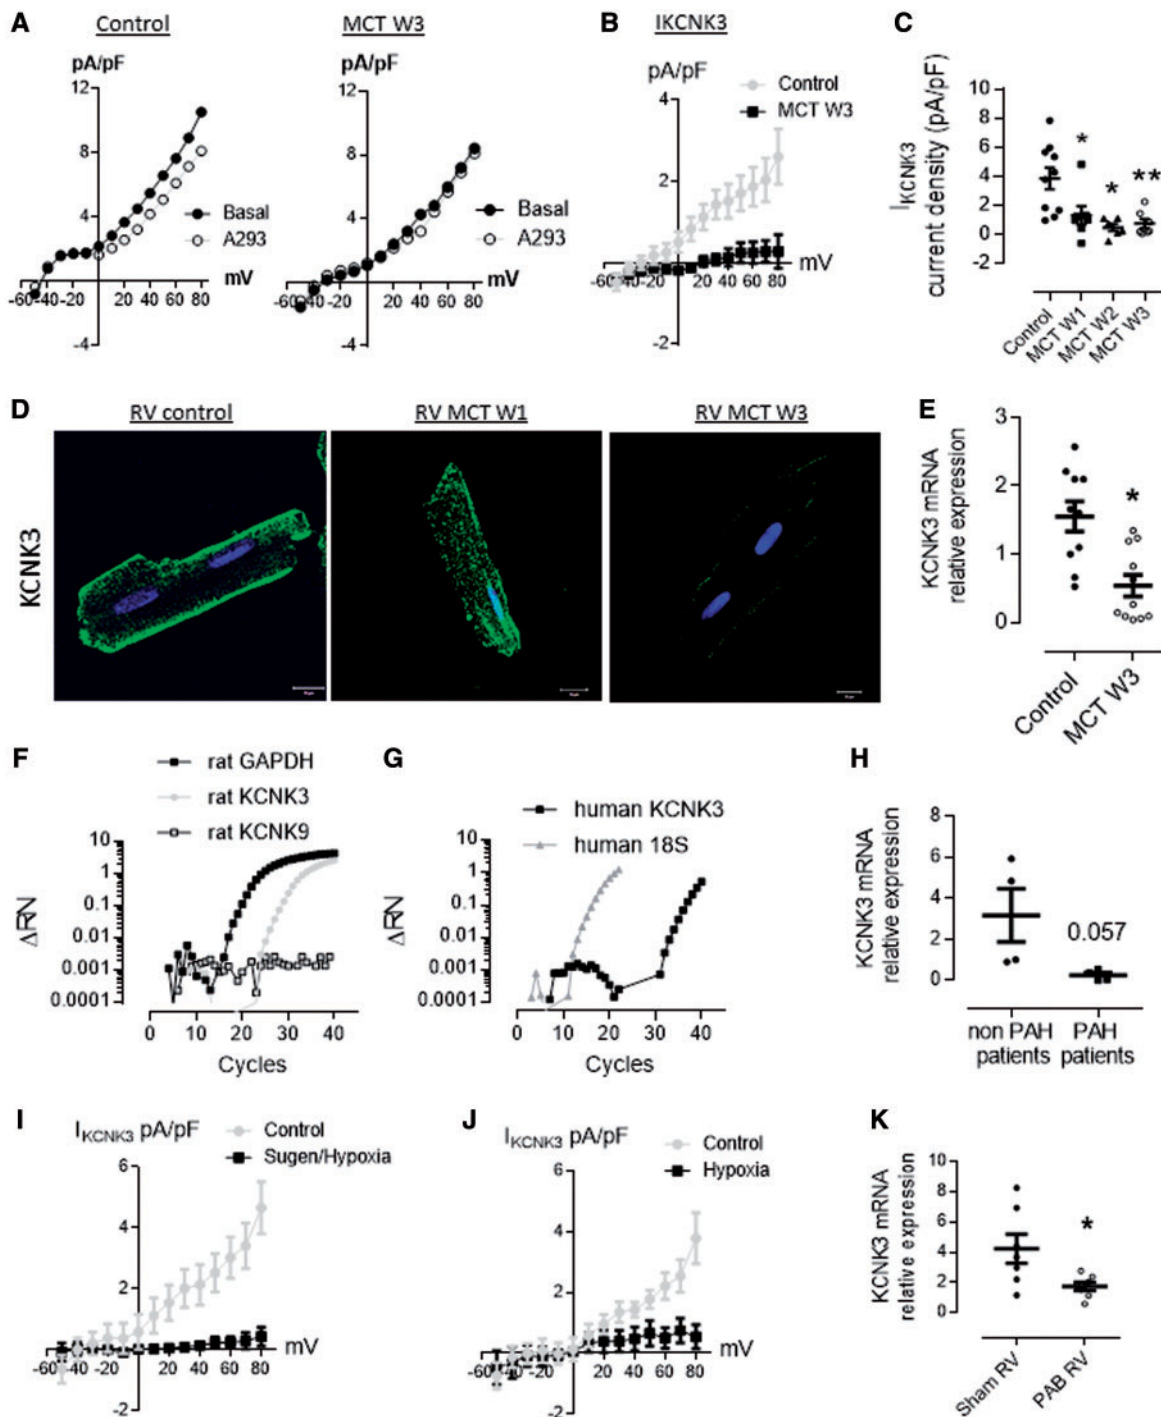 A
Control
pA/pF
12
8
4
-4
-60
-40
-20
20
40
60
80
mV
Basal
A293
MCT W3
pA/pF
12
8
4
-4
-60
-40
-20
20
40
60
80
mV
Basal
A293
B
IKCNK3
pA/pF
Control
MCT W3
4
2
-2
-60
-40
-20
20
40
60
80
mV
C
IKCNK3
current density (pA/pF)
10
8
6
4
2
0
-2
*
*
**
Control
MCT W1
MCT W2
MCT W3
D
RV control
RV MCT W1
RV MCT W3
KCNK3
E
KCNK3 mRNA
relative expression
3
2
1
0
*
Control
MCT W3
F
rat GAPDH
rat KCNK3
rat KCNK9
ΔRN
10
1
0.1
0.01
0.001
0.0001
0 10 20 30 40
Cycles
G
human KCNK3
human 18S
ΔRN
10
1
0.1
0.01
0.001
0.0001
0 10 20 30 40
Cycles
H
KCNK3 mRNA
relative expression
8
6
4
2
0
0.057
non PAH
patients
PAH
patients
I
IKCNK3 pA/pF
Control
Sugen/Hypoxia
6
4
2
-2
-60
-40
-20
20
40
60
80
mV
J
IKCNK3 pA/pF
Control
Hypoxia
6
4
2
-2
-60
-40
-20
20
40
60
80
mV
K
KCNK3 mRNA
relative expression
10
8
6
4
2
0
*
Sham RV
PAB RV